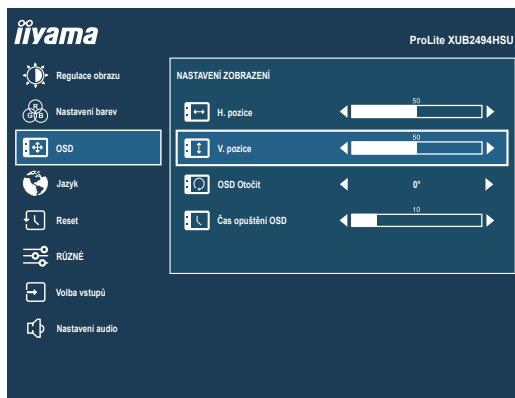 iiyama
ProLite XUB2494HSU
Regulace obrazu
Nastavení barev
R
G B
OSD
Jazyk
Reset
RŮZNÉ
Volba vstupů
Nastavení audio
NASTAVENÍ ZOBRAZENÍ
H. pozice
50
V. pozice
50
OSD Otočit
0°
Čas opuštění OSD
10